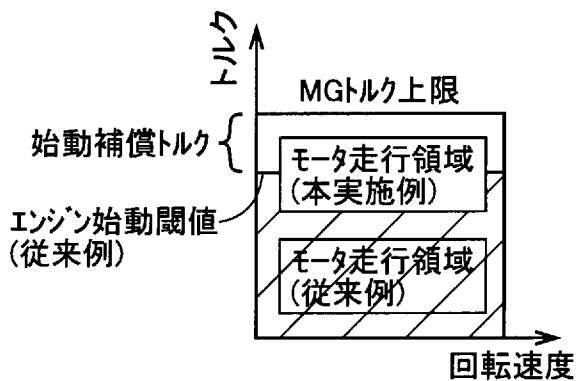 トルク
MGトルク上限
始動補償トルク
モータ走行領域
(本実施例)
エンジン始動閾値
(従来例)
モータ走行領域
(従来例)
回転速度